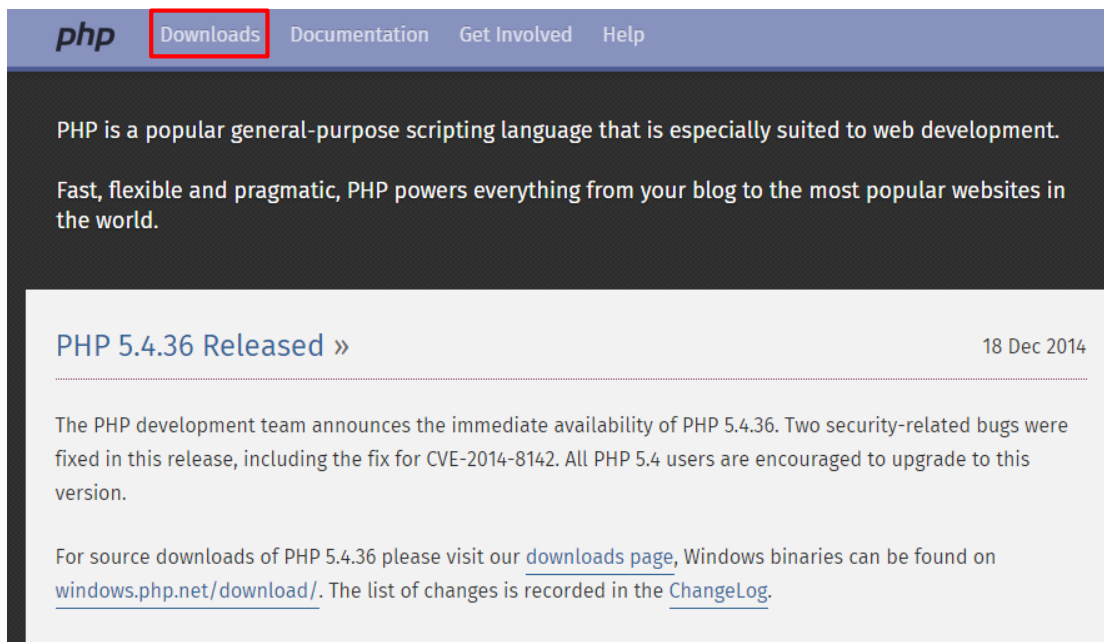 php Downloads Documentation Get Involved Help
PHP is a popular general-purpose scripting language that is especially suited to web development.
Fast, flexible and pragmatic, PHP powers everything from your blog to the most popular websites in
the world.
PHP 5.4.36 Released » 18 Dec 2014
The PHP development team announces the immediate availability of PHP 5.4.36. Two security-related bugs were
fixed in this release, including the fix for CVE-2014-8142. All PHP 5.4 users are encouraged to upgrade to this
version.
For source downloads of PHP 5.4.36 please visit our downloads page, Windows binaries can be found on
windows.php.net/download/. The list of changes is recorded in the ChangeLog.